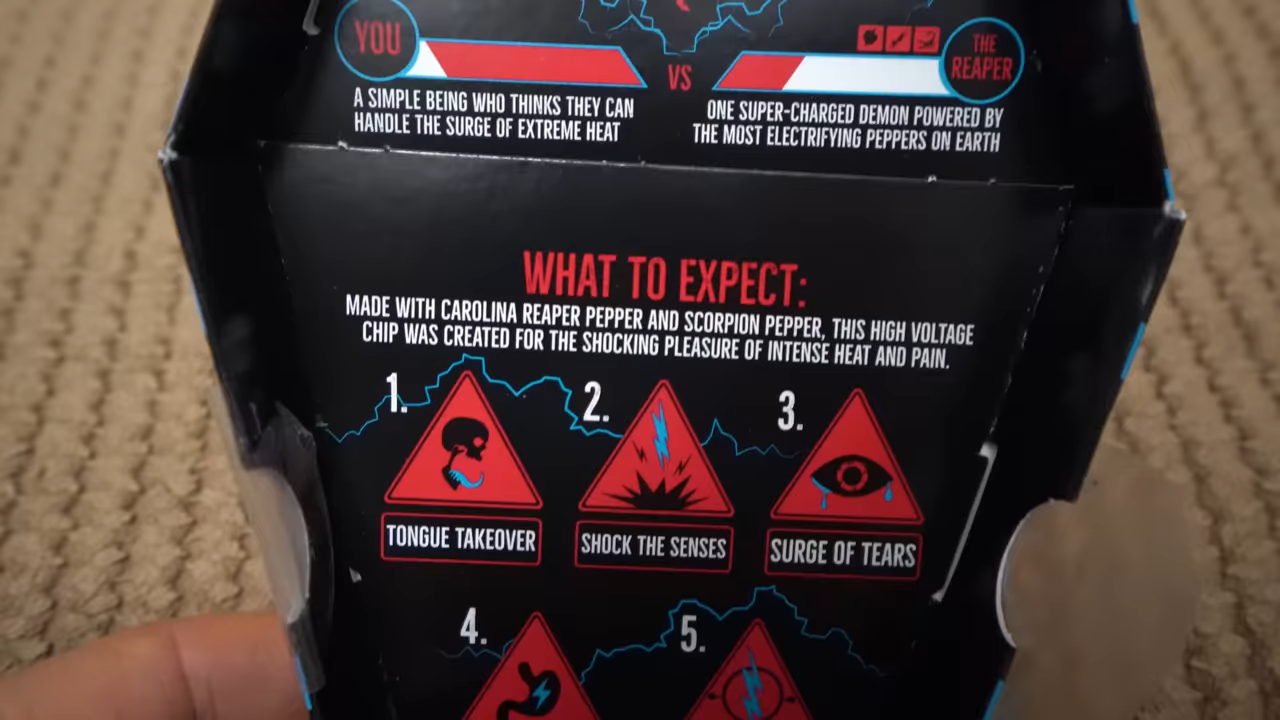 YOU
VS
THE
REAPER
A SIMPLE BEING WHO THINKS THEY CAN
HANDLE THE SURGE OF EXTREME HEAT
ONE SUPER-CHARGED DEMON POWERED BY
THE MOST ELECTRIFYING PEPPERS ON EARTH
WHAT TO EXPECT:
MADE WITH CAROLINA REAPER PEPPER AND SCORPION PEPPER, THIS HIGH VOLTAGE
CHIP WAS CREATED FOR THE SHOCKING PLEASURE OF INTENSE HEAT AND PAIN.
1.
2.
3.
TONGUE TAKEOVER
SHOCK THE SENSES
SURGE OF TEARS
4.
5.